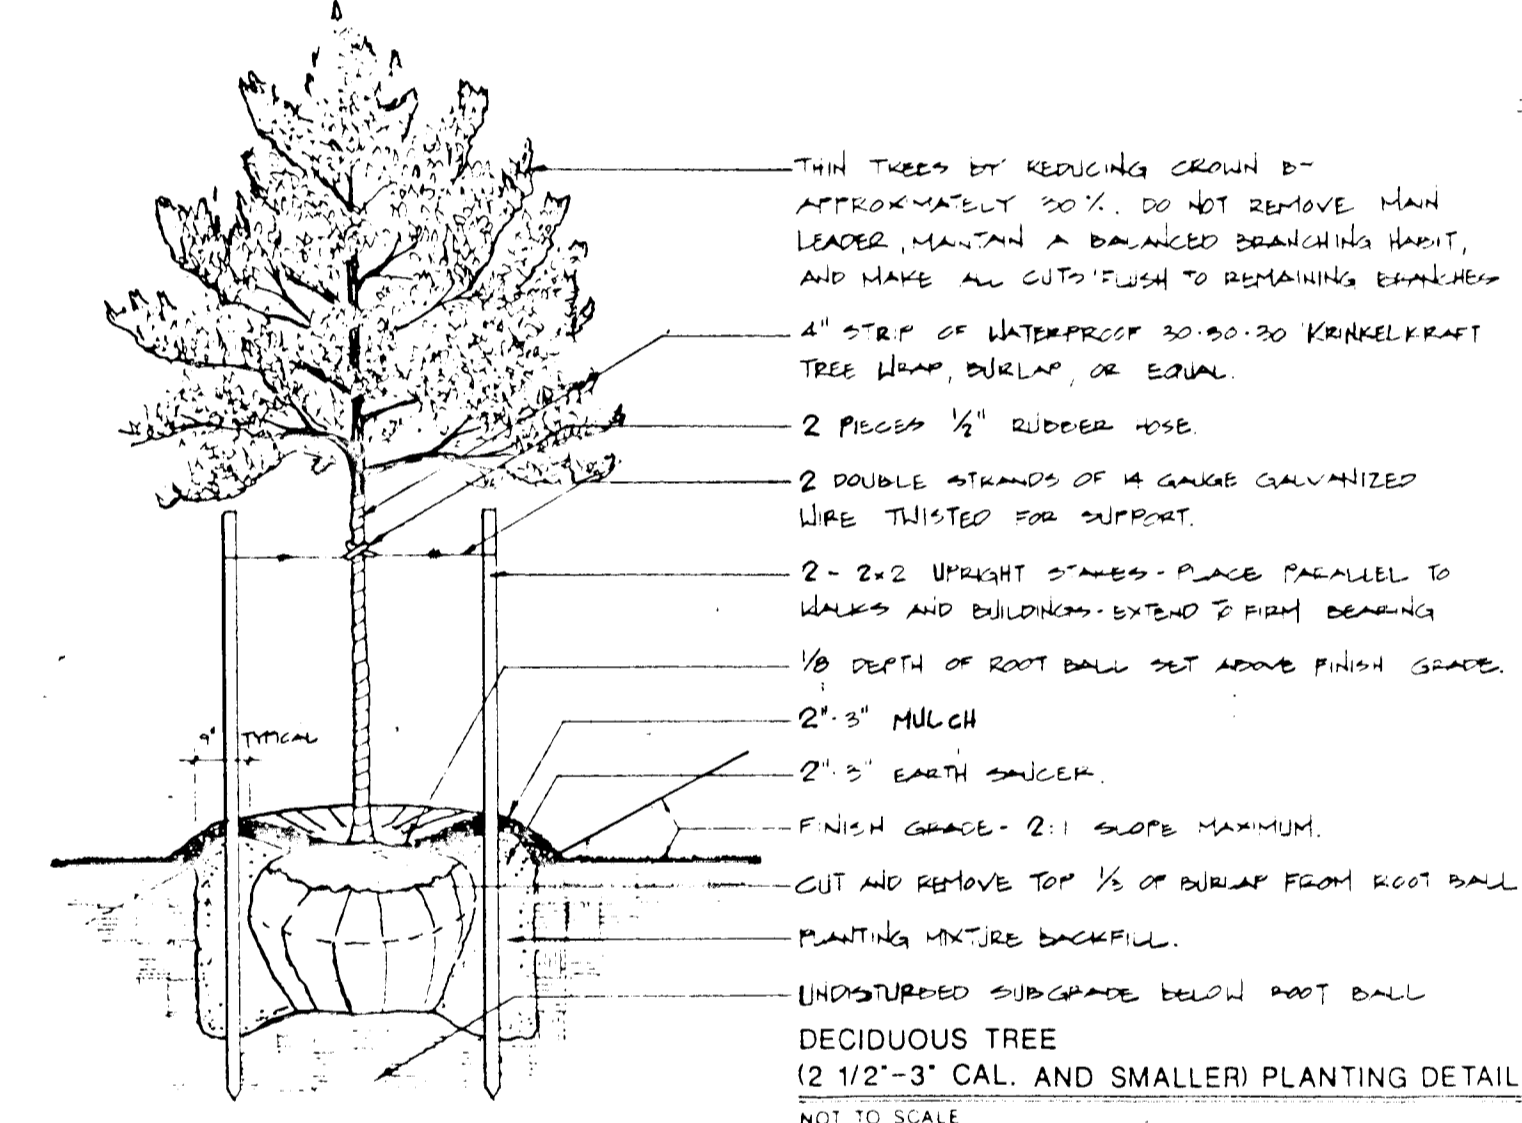 THIN TREES BY REDUCING CROWN B-
APPROXIMATELY 30%. DO NOT REMOVE MAIN
LEADER, MAINTAIN A BALANCED BRANCHING HABIT,
AND MAKE ALL CUTS FLUSH TO REMAINING BRANCHES
4" STRIP OF WATERPROOF 30·30·30 KRINKELKRAFT
TREE WRAP, BURLAP, OR EQUAL.
2 PIECES 1/2" RUBBER HOSE.
2 DOUBLE STRANDS OF 14 GAUGE GALVANIZED
WIRE TWISTED FOR SUPPORT.
2 - 2x2 UPRIGHT STAKES - PLACE PARALLEL TO
WALKS AND BUILDINGS - EXTEND TO FIRM BEARING
1/8 DEPTH OF ROOT BALL SET ABOVE FINISH GRADE.
2"·3" MULCH
9" TYPICAL
2"·3" EARTH SAUCER.
FINISH GRADE - 2:1 SLOPE MAXIMUM.
CUT AND REMOVE TOP 1/3 OF BURLAP FROM ROOT BALL
PLANTING MIXTURE BACKFILL.
UNDISTURBED SUBGRADE BELOW ROOT BALL
DECIDUOUS TREE
(2 1/2"-3" CAL. AND SMALLER) PLANTING DETAIL
NOT TO SCALE